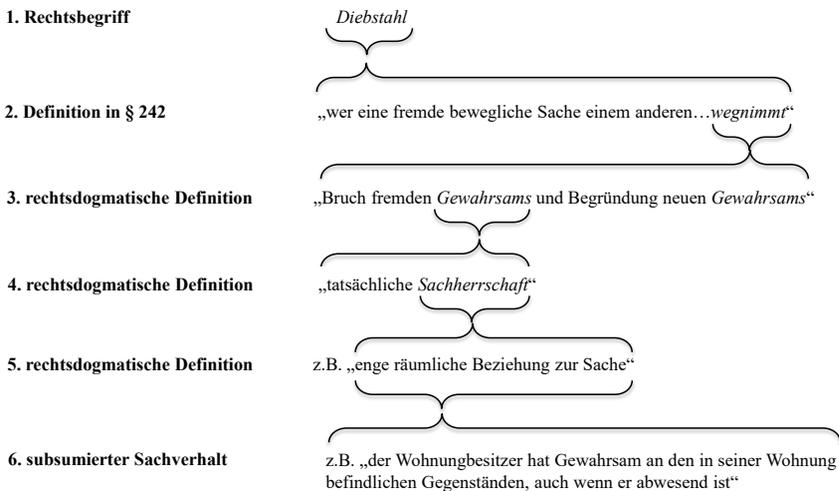 1. Rechtsbegriff Diebstahl
2. Definition in § 242 „wer eine fremde bewegliche Sache einem anderen…wegnimmt“
3. rechtsdogmatische Definition „Bruch fremden Gewahrsams und Begründung neuen Gewahrsams“
4. rechtsdogmatische Definition „tatsächliche Sachherrschaft“
5. rechtsdogmatische Definition z.B. „enge räumliche Beziehung zur Sache“
6. subsumierter Sachverhalt z.B. „der Wohnungbesitzer hat Gewahrsam an den in seiner Wohnung
befindlichen Gegenständen, auch wenn er abwesend ist“